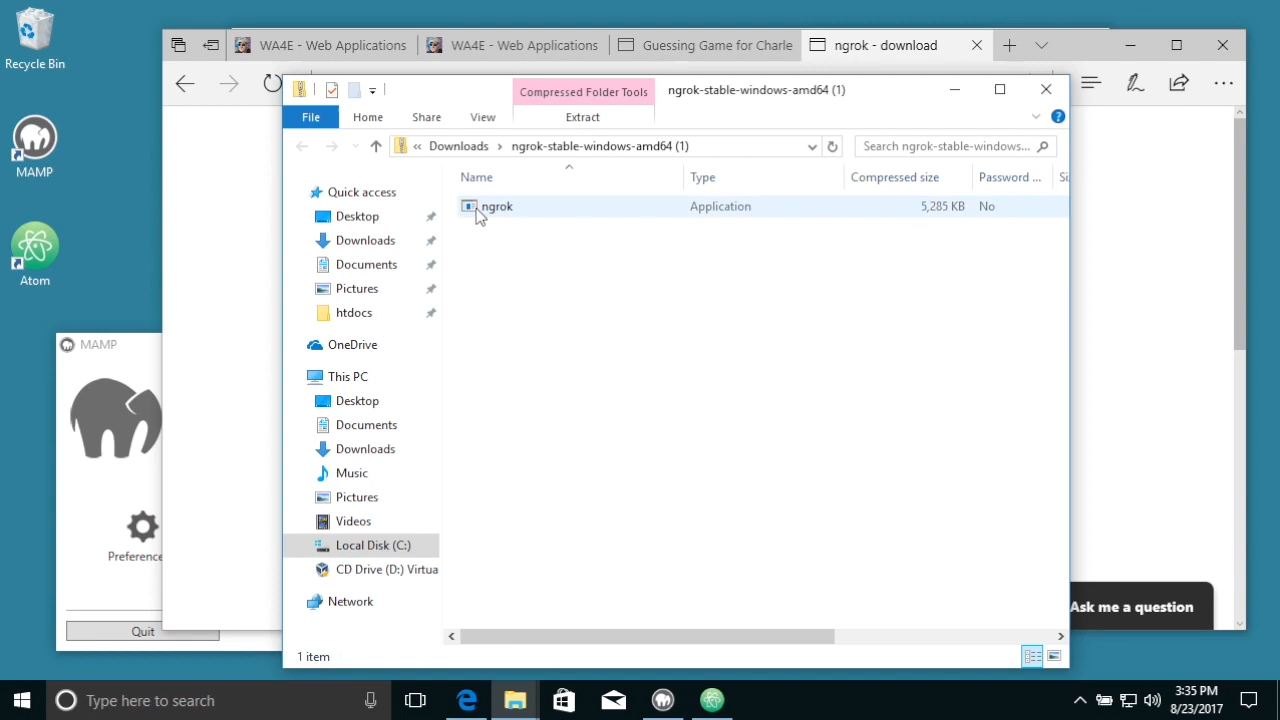 Recycle Bin
MAMP
Atom
WA4E - Web Applications
WA4E - Web Applications
Guessing Game for Charle
ngrok - download
Compressed Folder Tools
ngrok-stable-windows-amd64 (1)
File
Home
Share
View
Extract
« Downloads > ngrok-stable-windows-amd64 (1)
Search ngrok-stable-windows...
Name
Type
Compressed size
Password ...
Si
ngrok
Application
5,285 KB
No
Quick access
Desktop
Downloads
Documents
Pictures
htdocs
OneDrive
This PC
Desktop
Documents
Downloads
Music
Pictures
Videos
Local Disk (C:)
CD Drive (D:) Virtua
Network
1 item
MAMP
Preference
Quit
Ask me a question
Type here to search
3:35 PM
8/23/2017